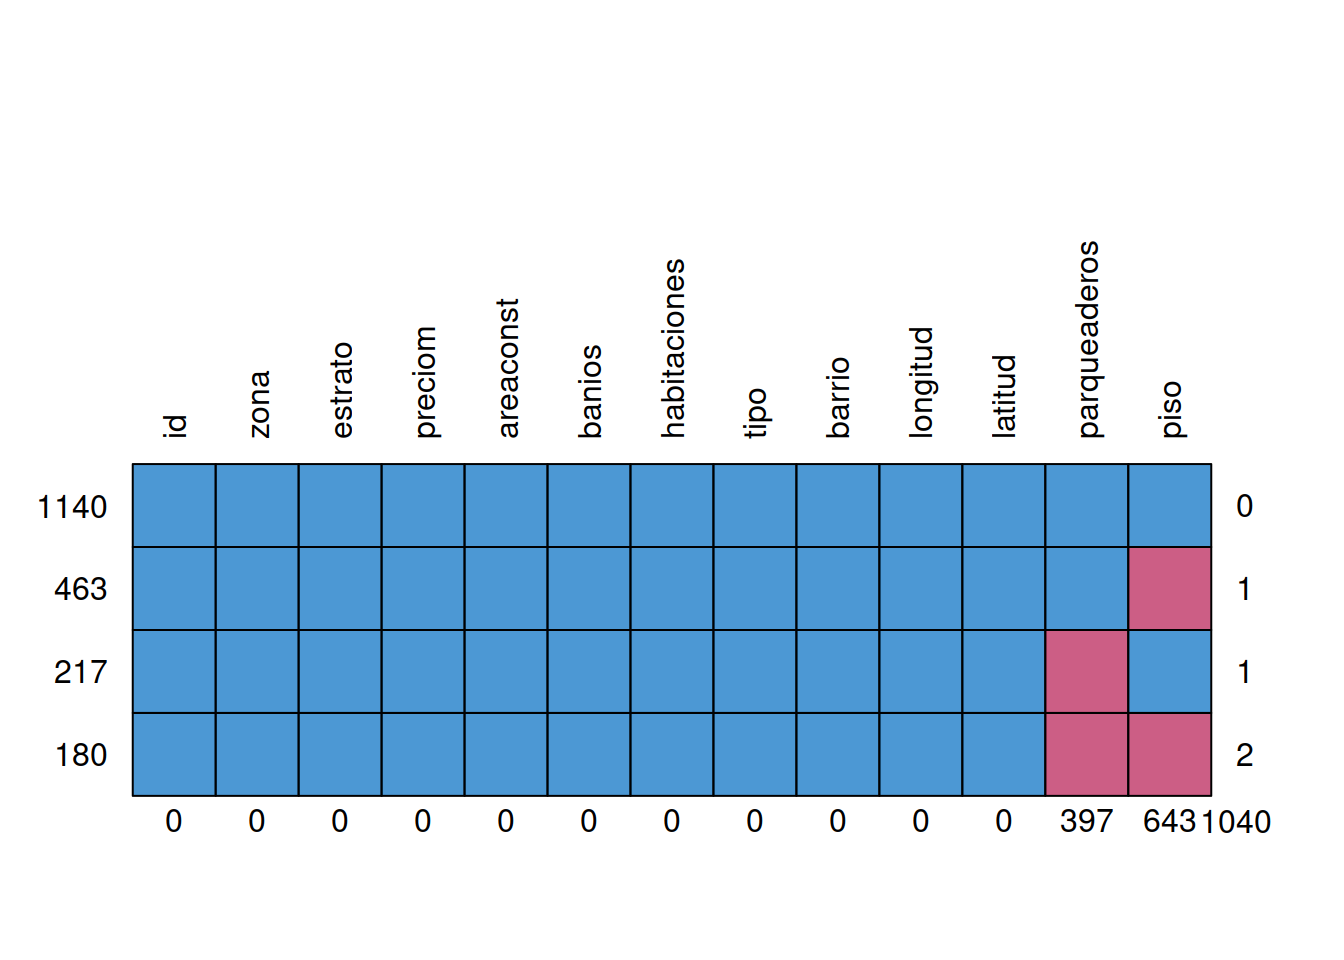 id zona estrato preciom areaconst banios habitaciones tipo barrio longitud latitud parqueaderos piso
1140 0
463 1
217 1
180 2
0 0 0 0 0 0 0 0 0 0 0 397 643 1040